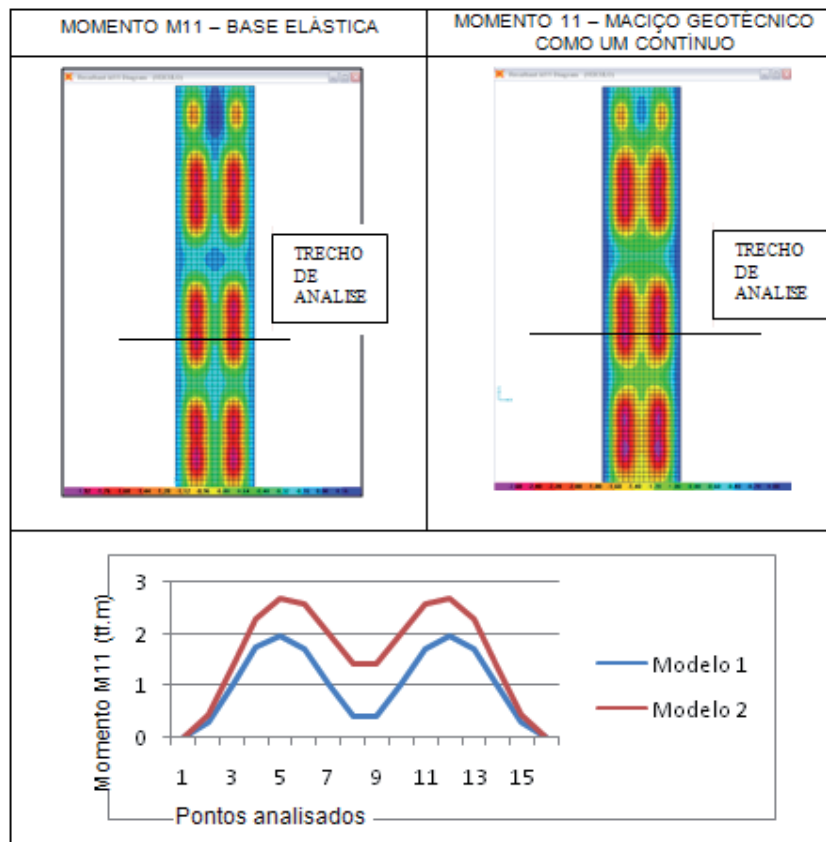 MOMENTO M11 – BASE ELÁSTICA
MOMENTO 11 – MACIÇO GEOTÉCNICO
COMO UM CONTÍNUO
TRECHO
DE
ANALISE
TRECHO
DE
ANALISE
3
2
1
0
Momento M11 (tf.m)
1 3 5 7 9 11 13 15
Pontos analisados
Modelo 1
Modelo 2